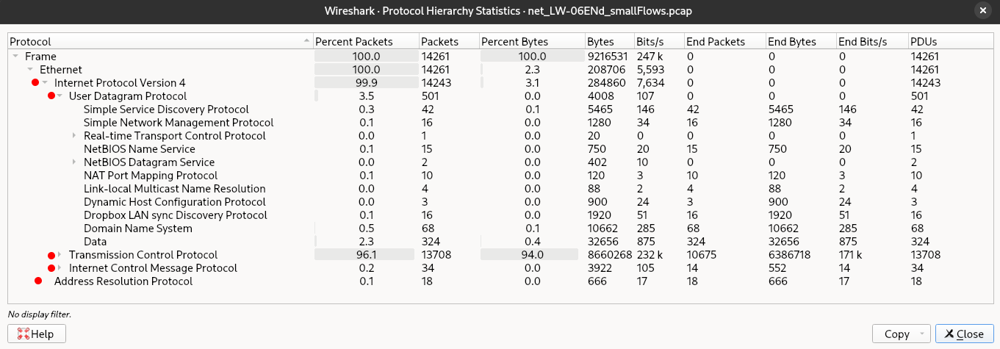 Wireshark · Protocol Hierarchy Statistics · net_LW-06ENd_smallFlows.pcap
Protocol Percent Packets Packets Percent Bytes Bytes Bits/s End Packets End Bytes End Bits/s PDUs
Frame 100.0 14261 100.0 9216531 247 k 0 0 0 14261
Ethernet 100.0 14261 2.3 208706 5,593 0 0 0 14261
Internet Protocol Version 4 99.9 14243 3.1 284860 7,634 0 0 0 14243
User Datagram Protocol 3.5 501 0.0 4008 107 0 0 0 501
Simple Service Discovery Protocol 0.3 42 0.1 5465 146 42 5465 146 42
Simple Network Management Protocol 0.1 16 0.0 1280 34 16 1280 34 16
Real-time Transport Control Protocol 0.0 1 0.0 20 0 0 0 0 1
NetBIOS Name Service 0.1 15 0.0 750 20 15 750 20 15
NetBIOS Datagram Service 0.0 2 0.0 402 10 0 0 0 2
NAT Port Mapping Protocol 0.1 10 0.0 120 3 10 120 3 10
Link-local Multicast Name Resolution 0.0 4 0.0 88 2 4 88 2 4
Dynamic Host Configuration Protocol 0.0 3 0.0 900 24 3 900 24 3
Dropbox LAN sync Discovery Protocol 0.1 16 0.0 1920 51 16 1920 51 16
Domain Name System 0.5 68 0.1 10662 285 68 10662 285 68
Data 2.3 324 0.4 32656 875 324 32656 875 324
Transmission Control Protocol 96.1 13708 94.0 8660268 232 k 10675 6386718 171 k 13708
Internet Control Message Protocol 0.2 34 0.0 3922 105 14 552 14 34
Address Resolution Protocol 0.1 18 0.0 666 17 18 666 17 18
No display filter.
Help Copy Close